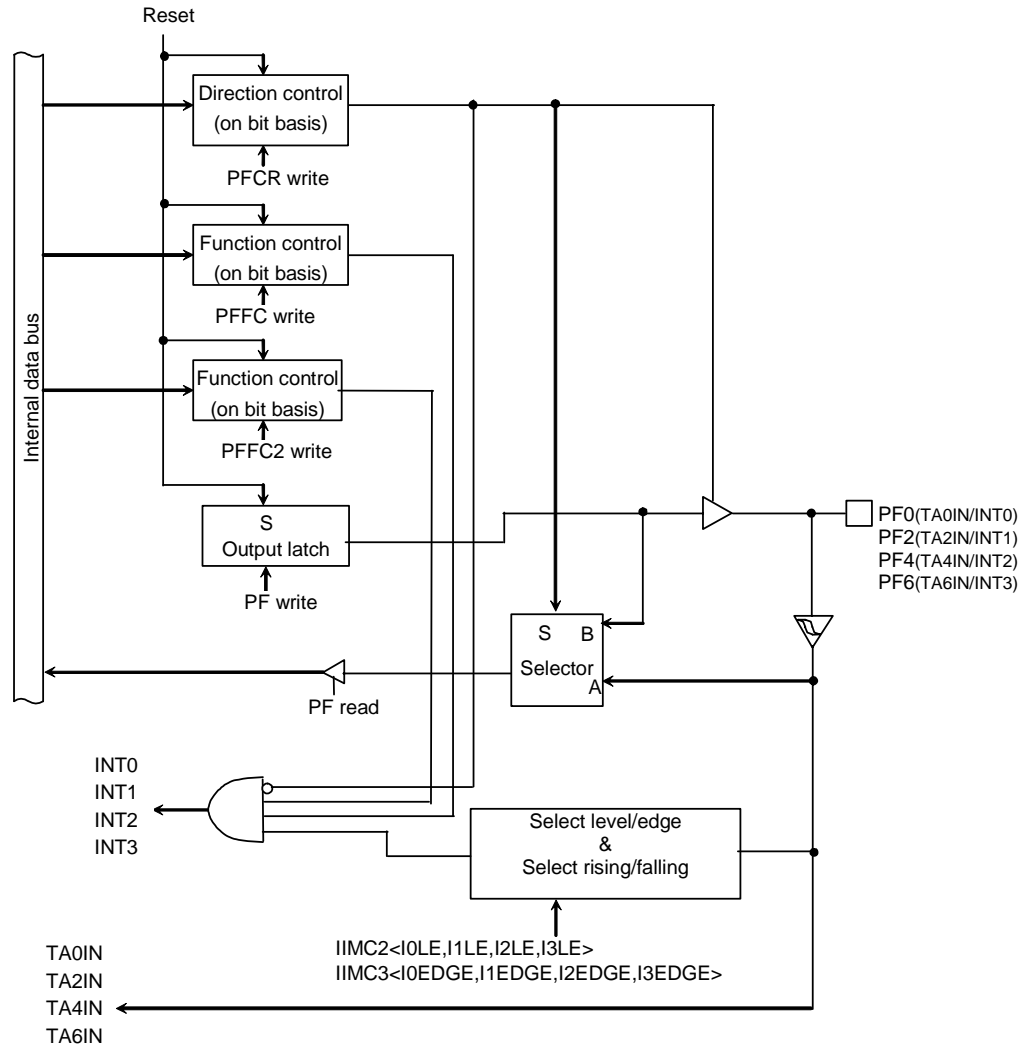 Reset
Internal data bus
Direction control
(on bit basis)
PFCR write
Function control
(on bit basis)
PFFC write
Function control
(on bit basis)
PFFC2 write
S
Output latch
PF write
PF0(TA0IN/INT0)
PF2(TA2IN/INT1)
PF4(TA4IN/INT2)
PF6(TA6IN/INT3)
S B
Selector
A
PF read
INT0
INT1
INT2
INT3
Select level/edge
&
Select rising/falling
IIMC2<I0LE,I1LE,I2LE,I3LE>
IIMC3<I0EDGE,I1EDGE,I2EDGE,I3EDGE>
TA0IN
TA2IN
TA4IN
TA6IN